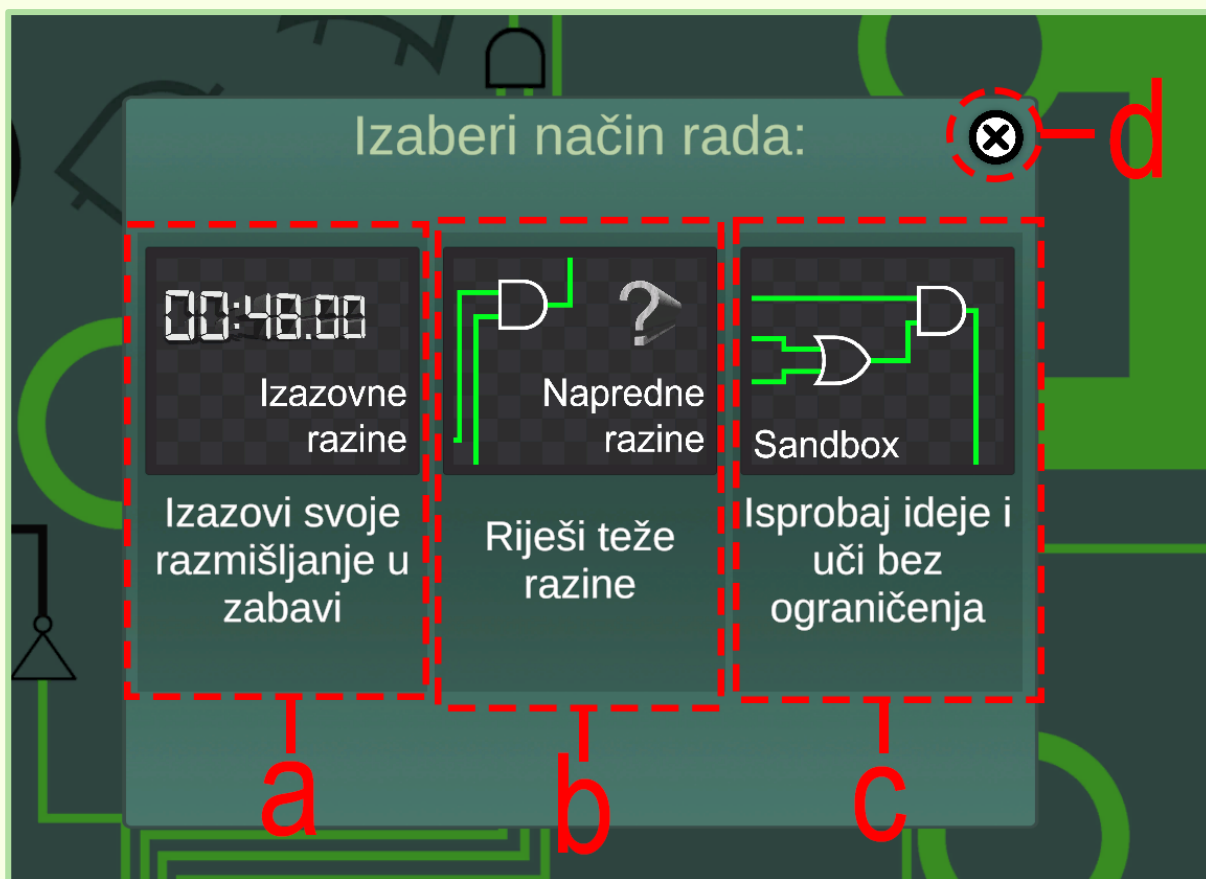 Izaberi način rada:
d
00:48.00
Izazovne
razine
Izazovi svoje
razmišljanje u
zabavi
a
?
Napredne
razine
Riješi teže
razine
b
Sandbox
Isprobaj ideje i
uči bez
ograničenja
c